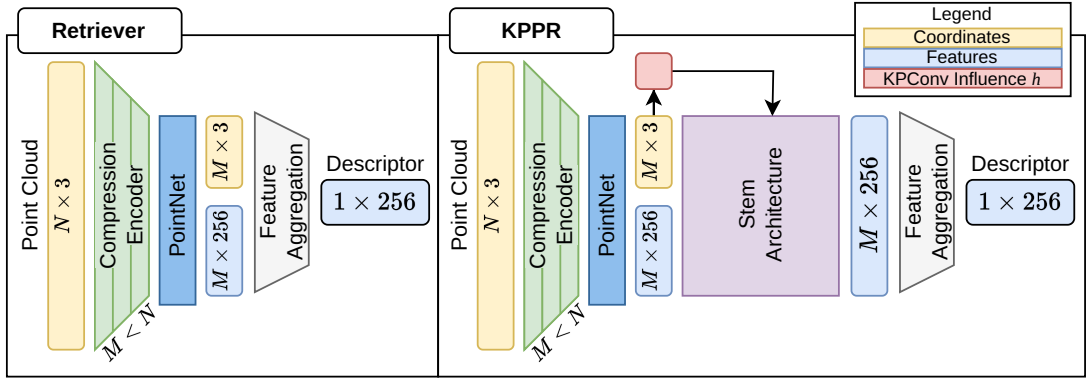 Retriever
Point Cloud
N × 3
Compression
Encoder
M < N
PointNet
M × 3
M × 256
Feature
Aggregation
Descriptor
1 × 256
KPPR
Point Cloud
N × 3
Compression
Encoder
M < N
PointNet
M × 3
M × 256
Stem
Architecture
M × 256
Feature
Aggregation
Descriptor
1 × 256
Legend
Coordinates
Features
KPConv Influence h